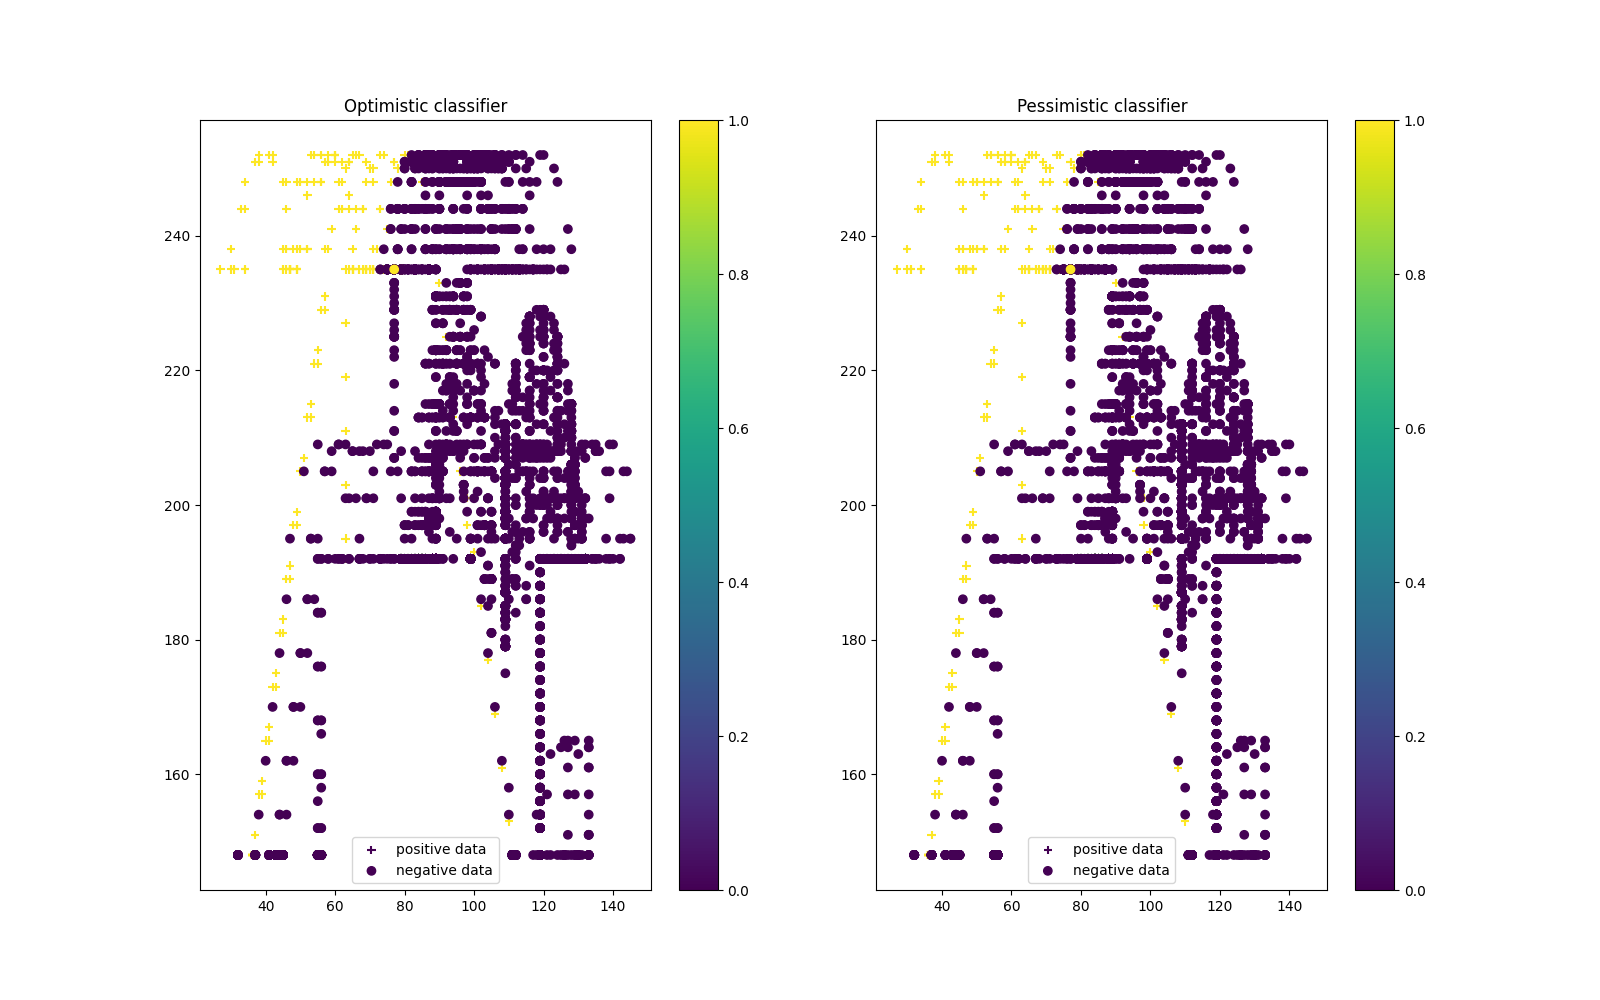 Optimistic classifier
240
220
200
180
160
40 60 80 100 120 140
positive data
negative data
1.0
0.8
0.6
0.4
0.2
0.0
Pessimistic classifier
240
220
200
180
160
40 60 80 100 120 140
positive data
negative data
1.0
0.8
0.6
0.4
0.2
0.0